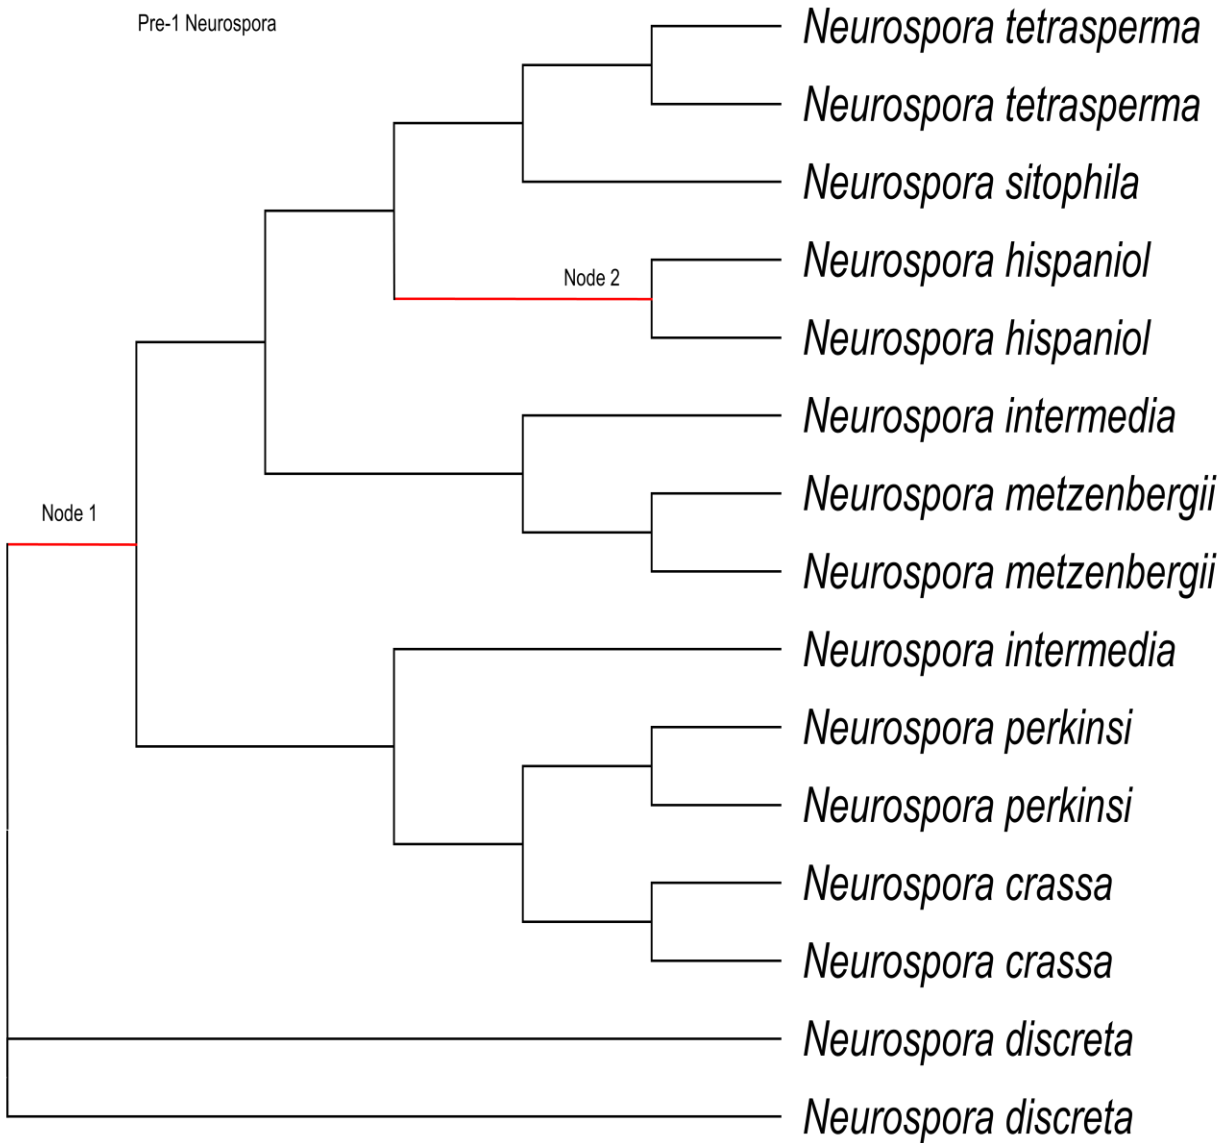 Pre-1 Neurospora
Neurospora tetrasperma
Neurospora tetrasperma
Neurospora sitophila
Neurospora hispaniol
Node 2
Neurospora hispaniol
Neurospora intermedia
Neurospora metzenbergii
Node 1
Neurospora metzenbergii
Neurospora intermedia
Neurospora perkinsi
Neurospora perkinsi
Neurospora crassa
Neurospora crassa
Neurospora discreta
Neurospora discreta